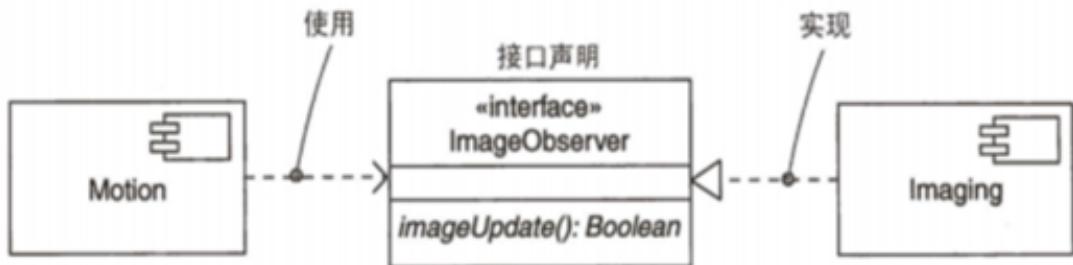 使用
实现
接口声明
«interface»
ImageObserver
Motion
Imaging
imageUpdate(): Boolean